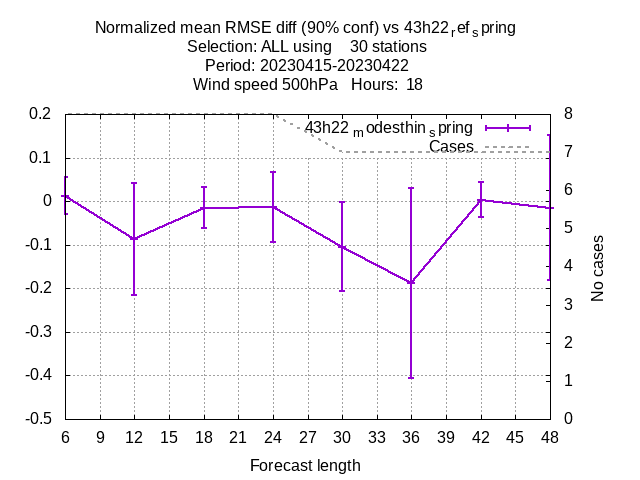 Normalized mean RMSE diff (90% conf) vs 43h22ᵣefₛpring
Selection: ALL using 30 stations
Period: 20230415-20230422
Wind speed 500hPa Hours: 18
43h22ₘodesthinₛpring
Cases
0.2
0.1
0
-0.1
-0.2
-0.3
-0.4
-0.5
8
7
6
5
4
3
2
1
0
No cases
6 9 12 15 18 21 24 27 30 33 36 39 42 45 48
Forecast length